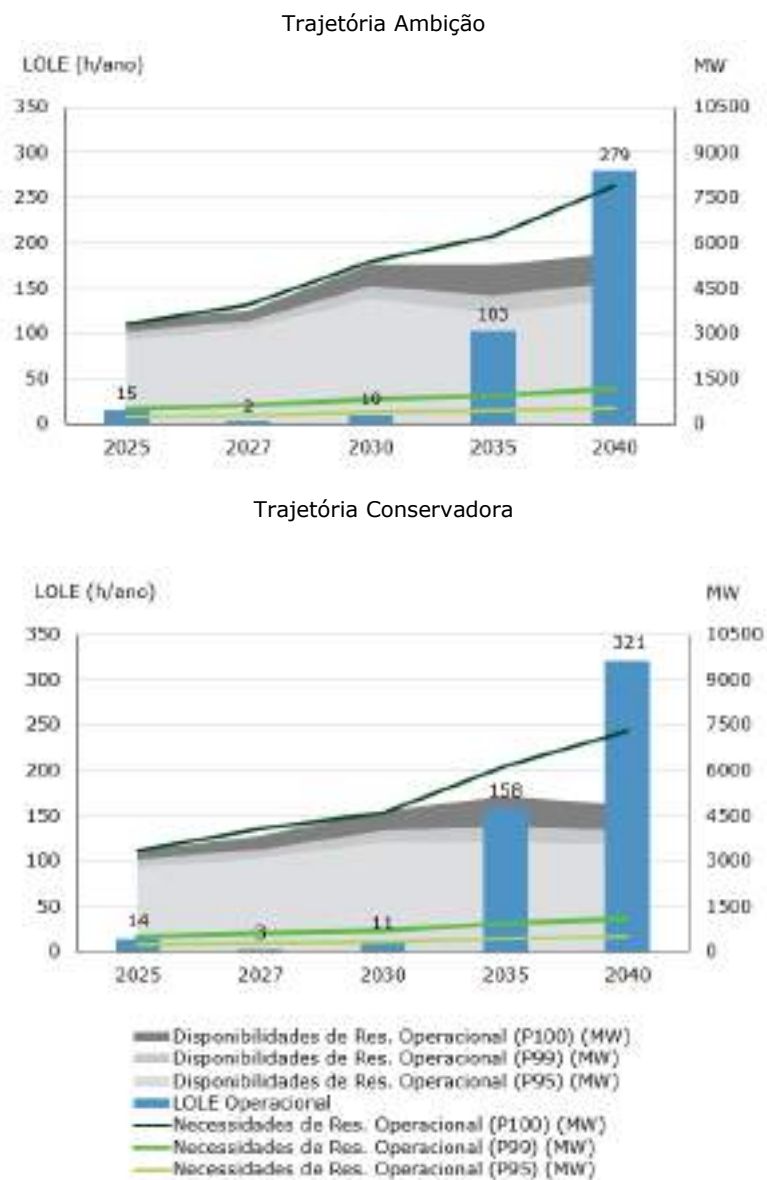 Trajetória Ambição
LOLE (h/ano) MW
350 10500
300 9000
279
250 7500
200 6000
150 4500
103
100 3000
50 1500
15 2 10
0 0
2025 2027 2030 2035 2040
Trajetória Conservadora
LOLE (h/ano) MW
350 10500
321
300 9000
250 7500
200 6000
158
150 4500
100 3000
50 1500
14 3 11
0 0
2025 2027 2030 2035 2040
Disponibilidades de Res. Operacional (P100) (MW)
Disponibilidades de Res. Operacional (P99) (MW)
Disponibilidades de Res. Operacional (P95) (MW)
LOLE Operacional
Necessidades de Res. Operacional (P100) (MW)
Necessidades de Res. Operacional (P99) (MW)
Necessidades de Res. Operacional (P95) (MW)